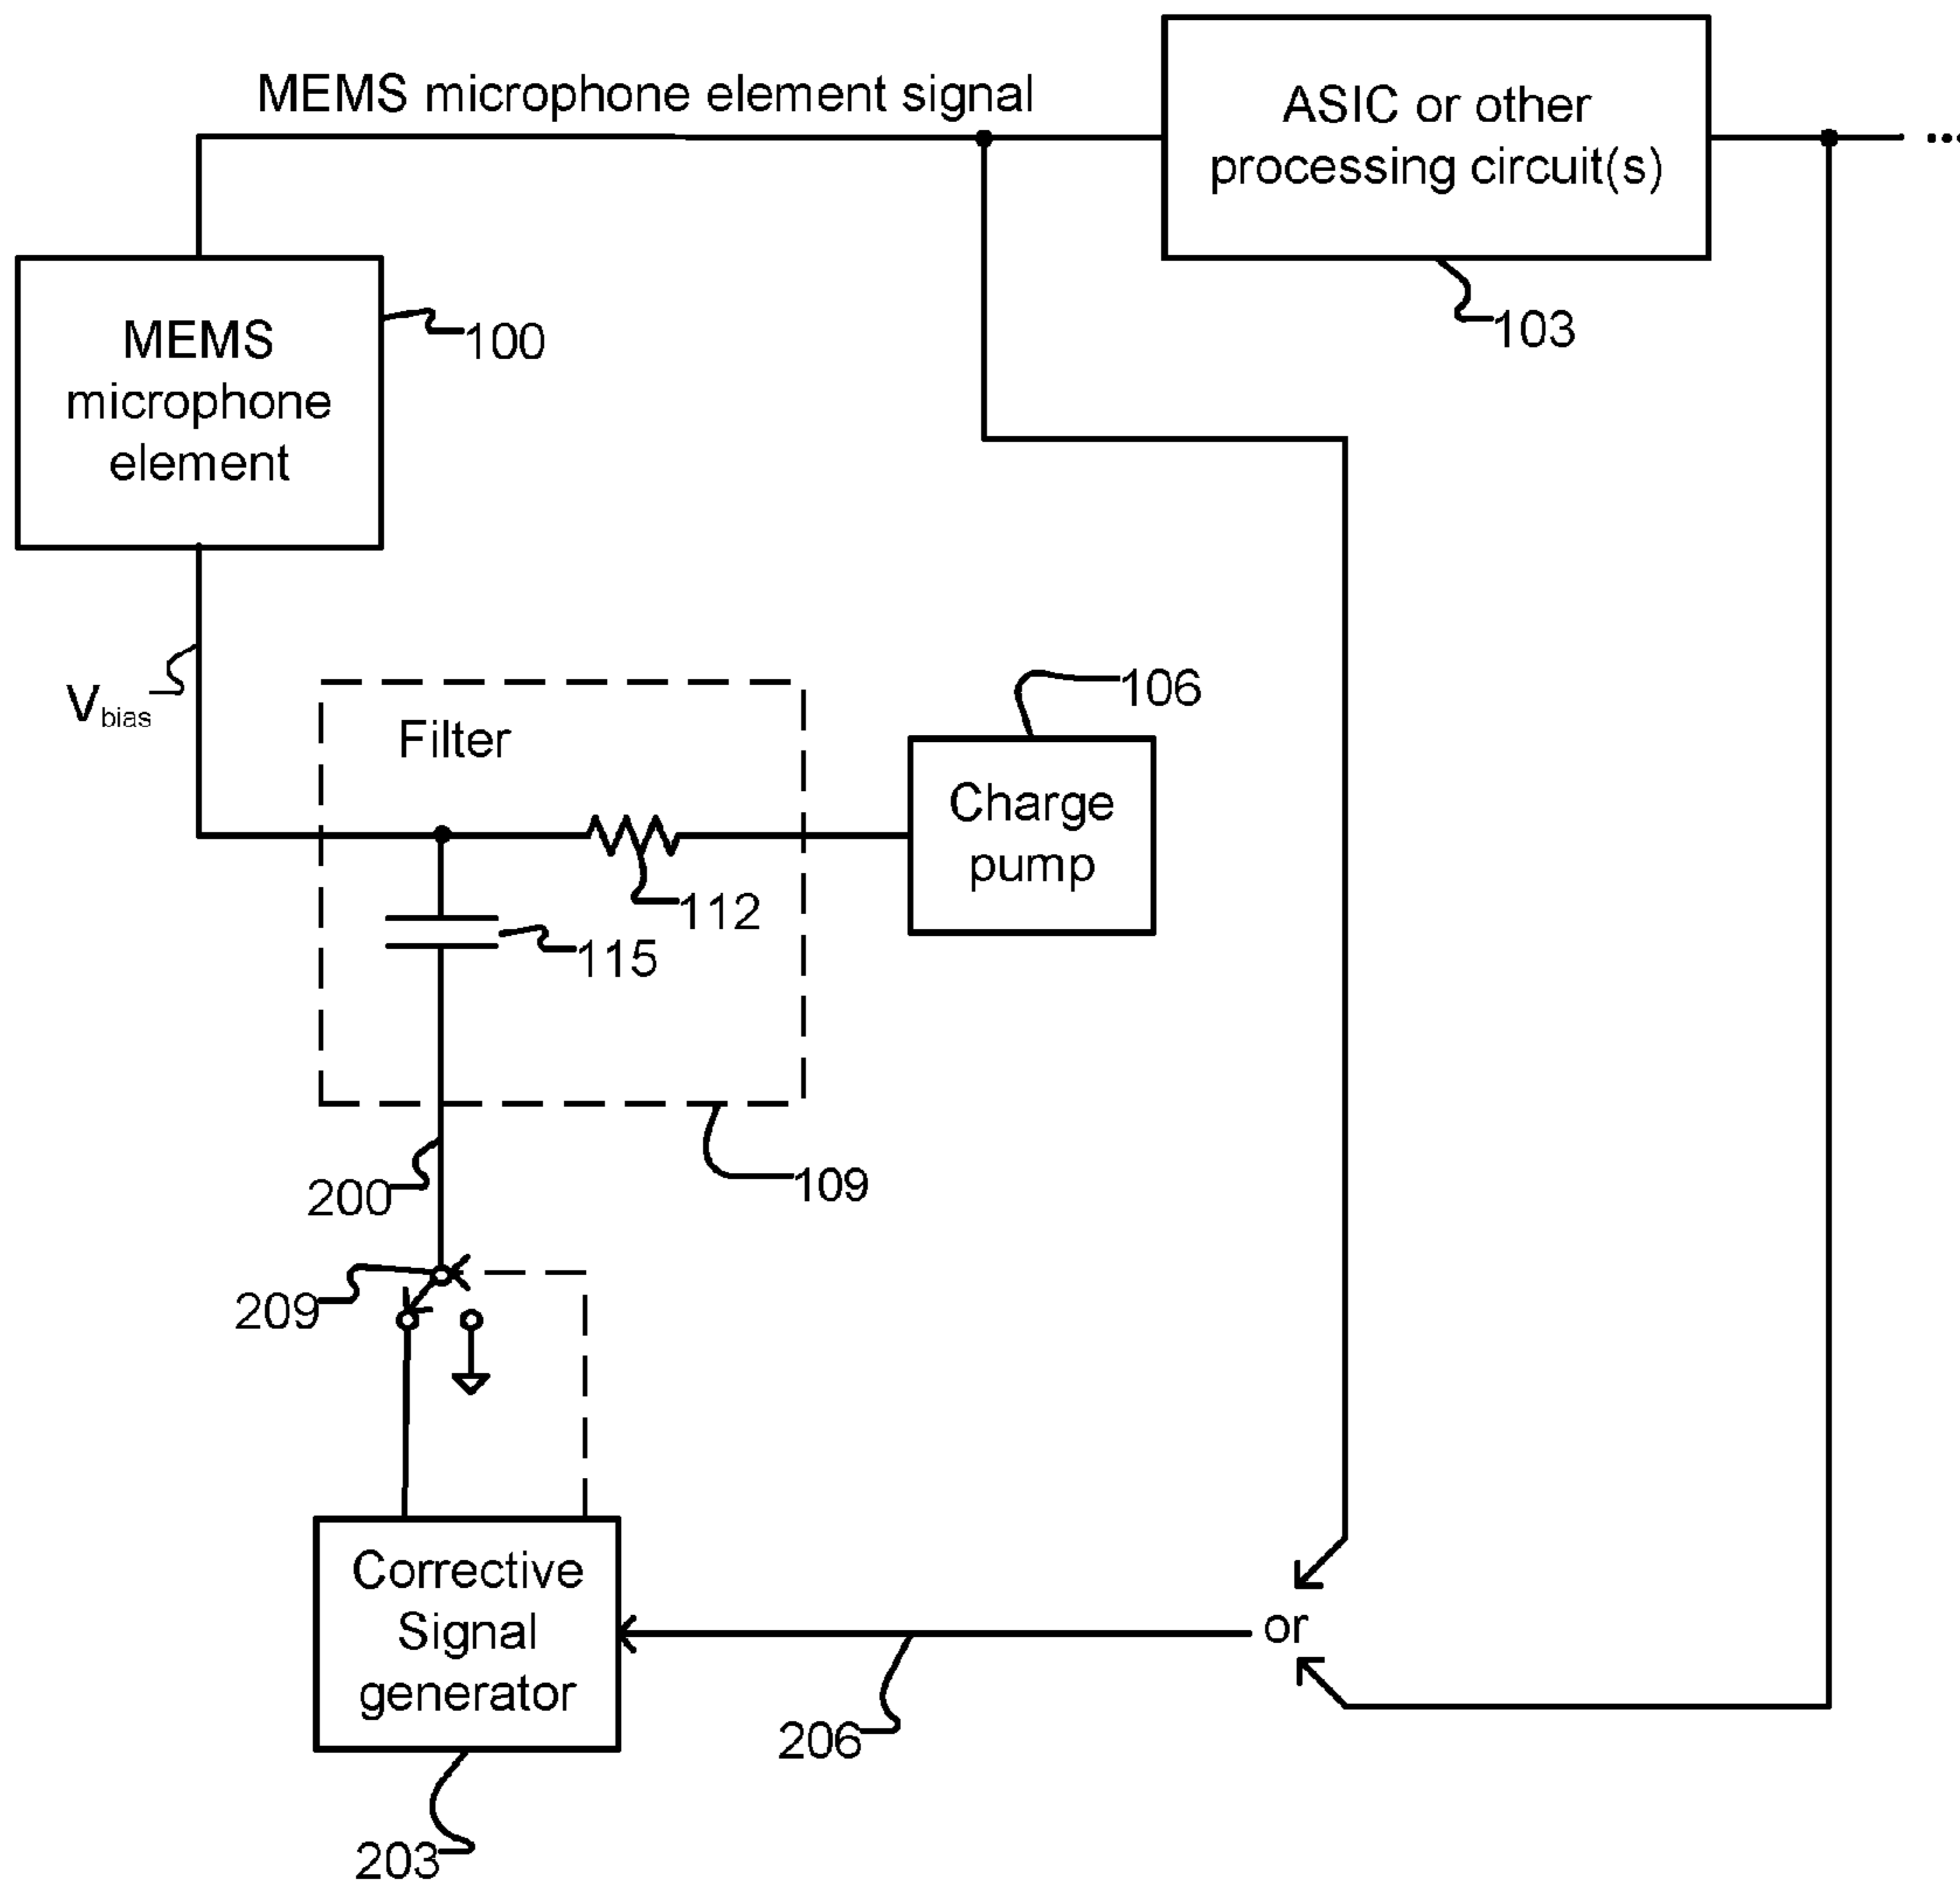 MEMS microphone element signal
ASIC or other
processing circuit(s)
...
103
MEMS
microphone
element
100
Vbias
Filter
106
Charge
pump
112
115
109
200
209
Corrective
Signal
generator
or
206
203